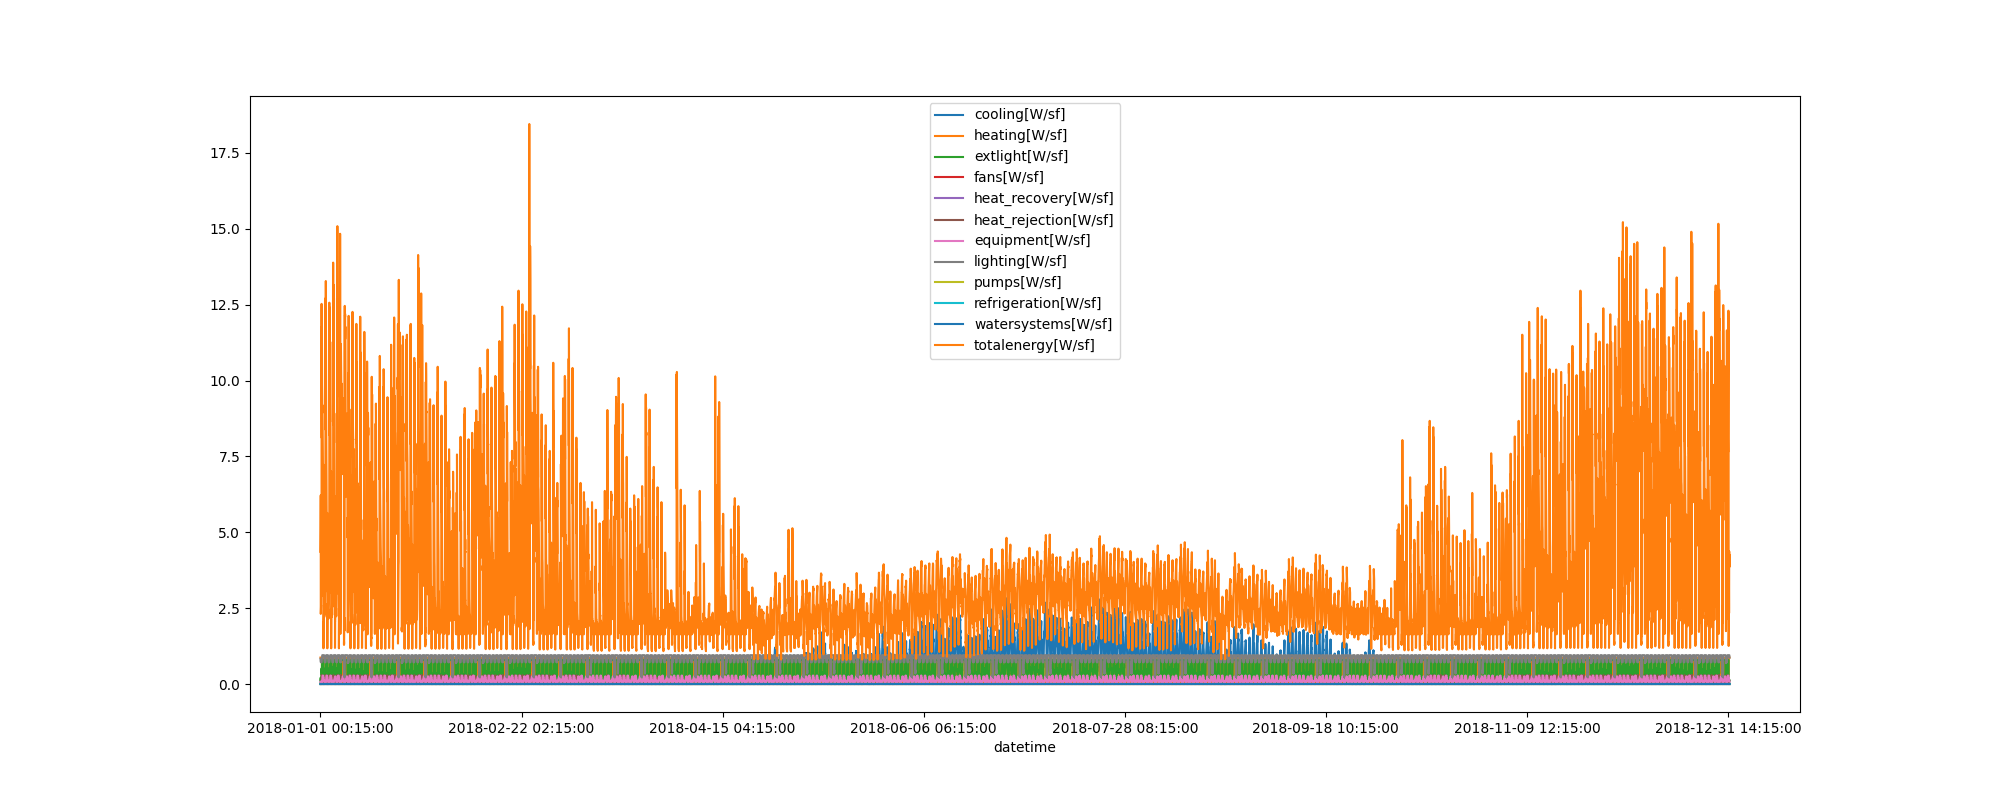 cooling[W/sf]
heating[W/sf]
extlight[W/sf]
fans[W/sf]
heat_recovery[W/sf]
heat_rejection[W/sf]
equipment[W/sf]
lighting[W/sf]
pumps[W/sf]
refrigeration[W/sf]
watersystems[W/sf]
totalenergy[W/sf]
17.5
15.0
12.5
10.0
7.5
5.0
2.5
0.0
2018-01-01 00:15:00 2018-02-22 02:15:00 2018-04-15 04:15:00 2018-06-06 06:15:00 2018-07-28 08:15:00 2018-09-18 10:15:00 2018-11-09 12:15:00 2018-12-31 14:15:00
datetime